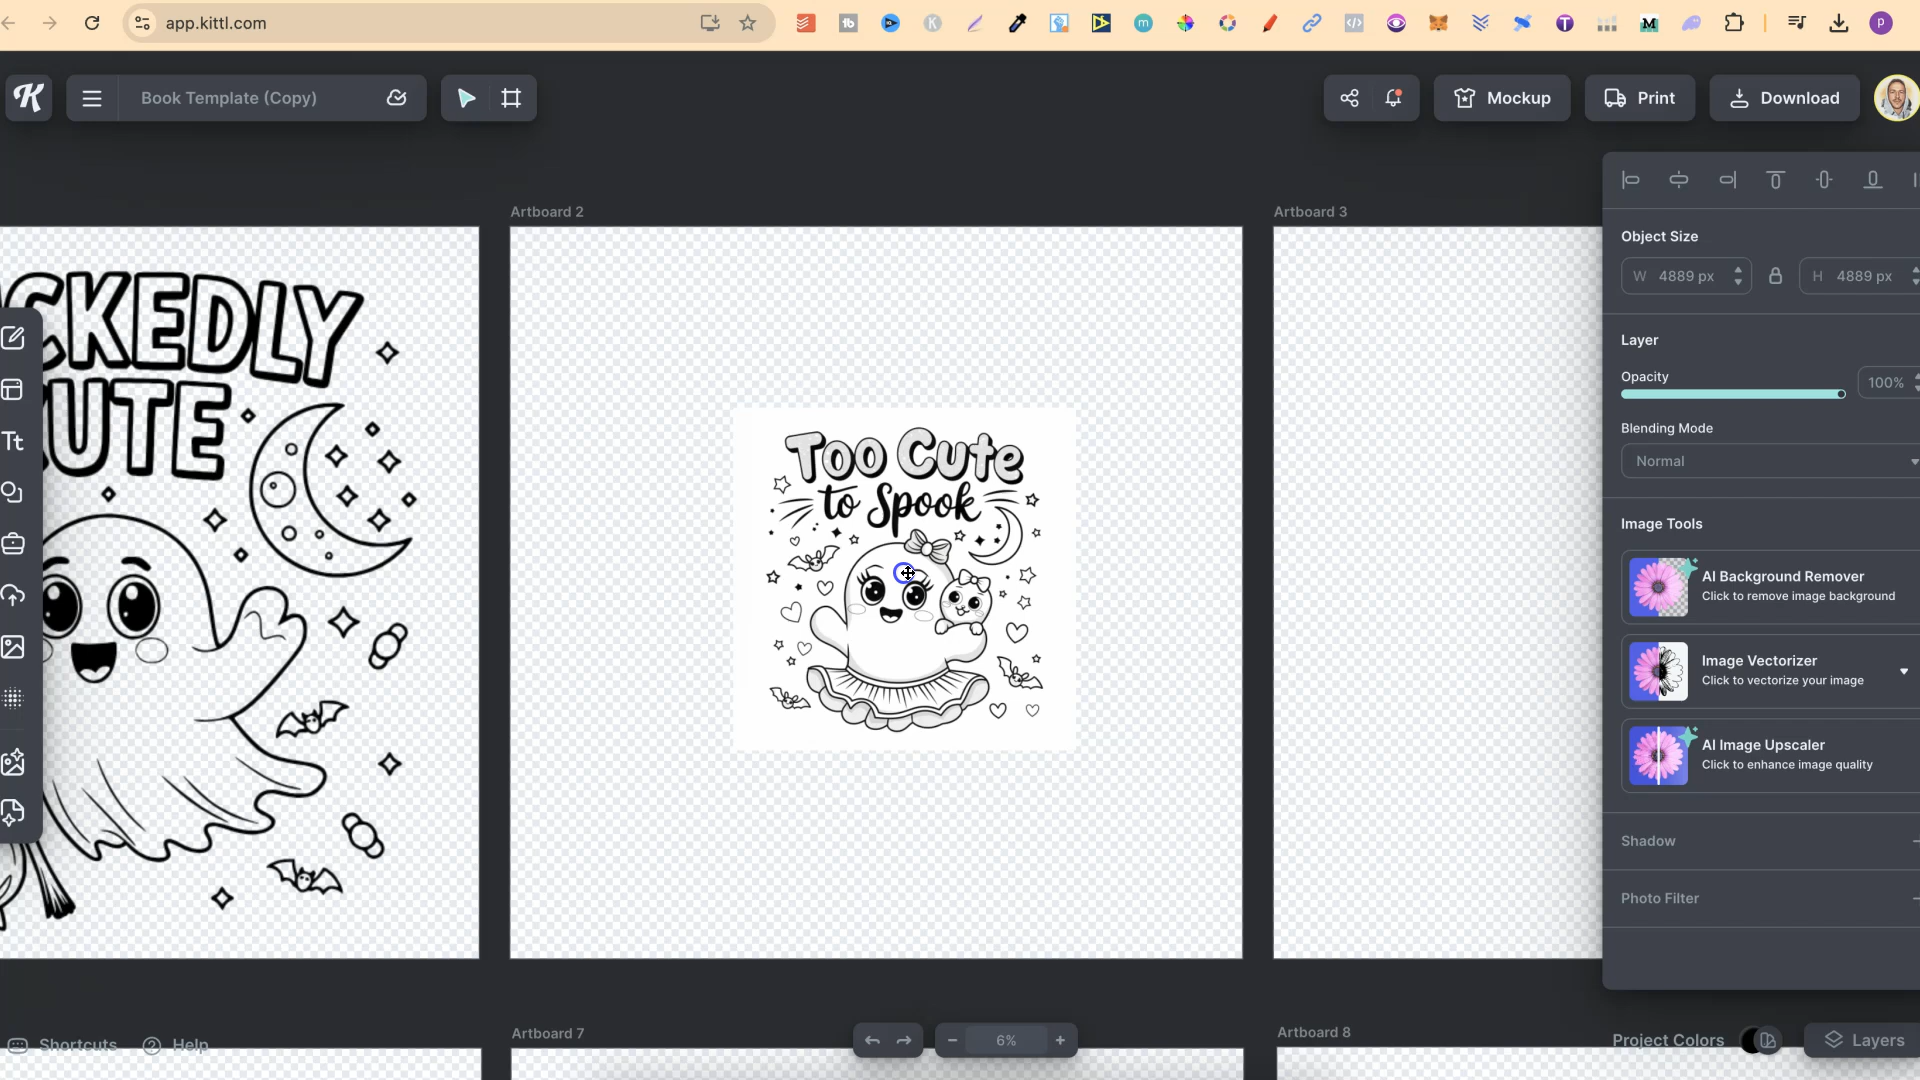 app.kittl.com
Book Template (Copy)
Mockup
Print
Download
Artboard 2
Artboard 3
CKEDLY
CUTE
Too Cute
to Spook
Object Size
W 4889 px
H 4889 px
Layer
Opacity
100%
Blending Mode
Normal
Image Tools
AI Background Remover
Click to remove image background
Image Vectorizer
Click to vectorize your image
AI Image Upscaler
Click to enhance image quality
Shadow
Photo Filter
Artboard 7
Artboard 8
Shortcuts
Help
6%
Project Colors
Layers